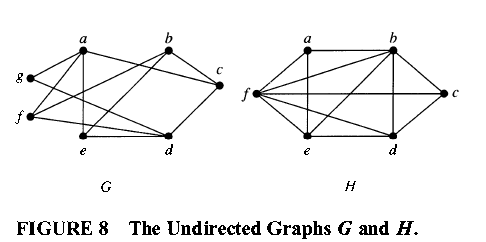 a b a b
g c
f f c
e d e d
G H
FIGURE 8 The Undirected Graphs G and H.